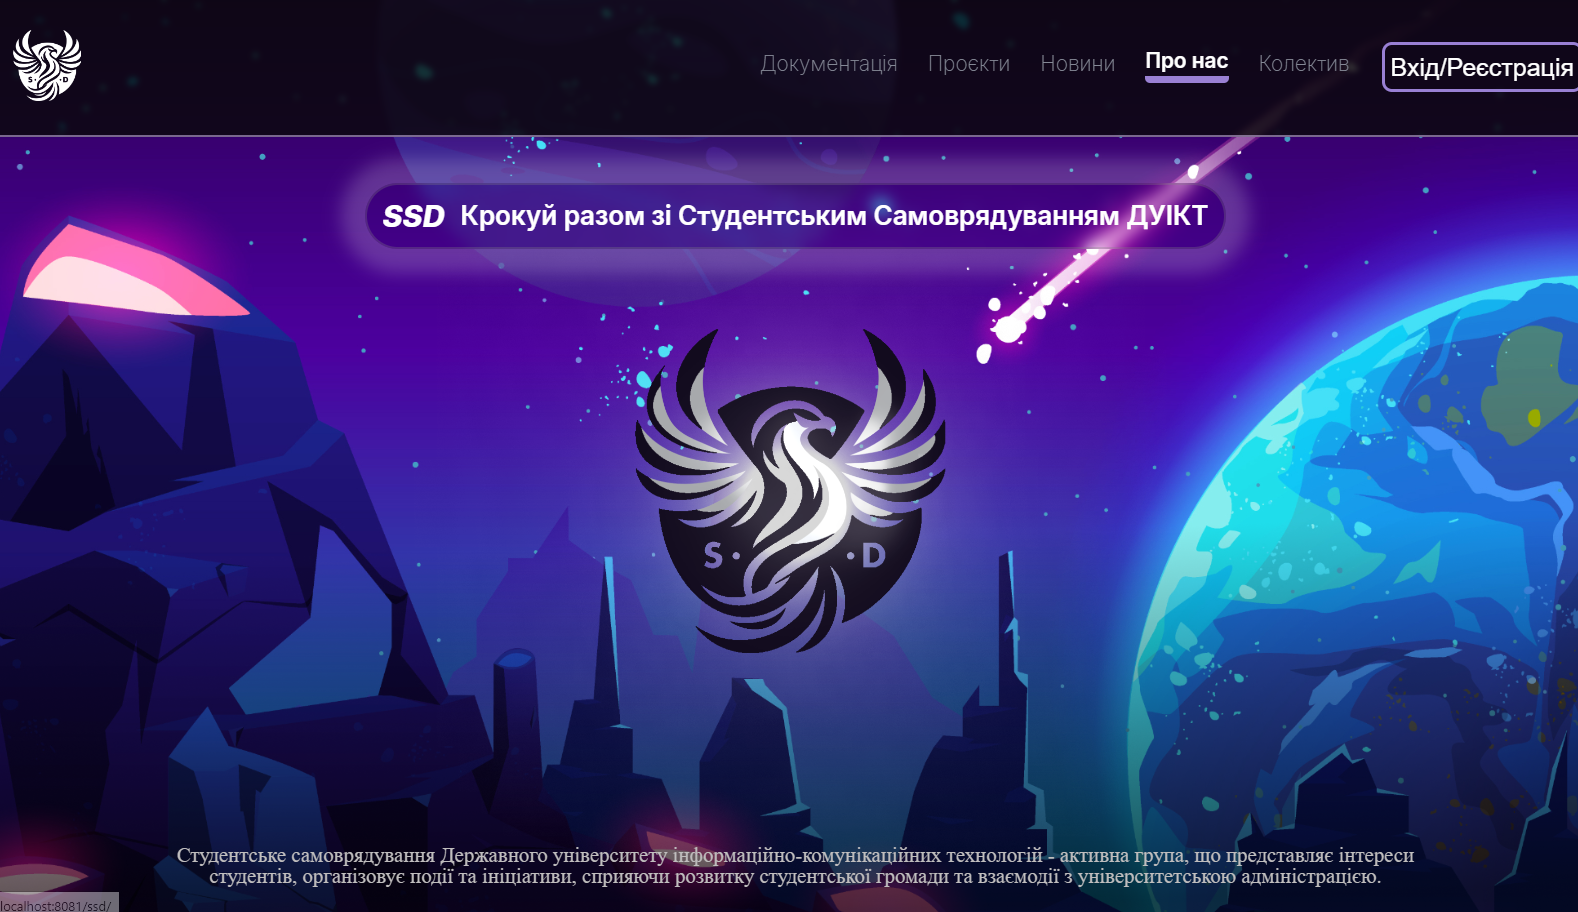 S D
Документація Проєкти Новини Про нас Колектив Вхід/Реєстрація
SSD Крокуй разом зі Студентським Самоврядуванням ДУІКТ
S · · D
Студентське самоврядування Державного університету інформаційно-комунікаційних технологій - активна група, що представляє інтереси
студентів, організовує події та ініціативи, сприяючи розвитку студентської громади та взаємодії з університетською адміністрацією.
localhost:8081/ssd/